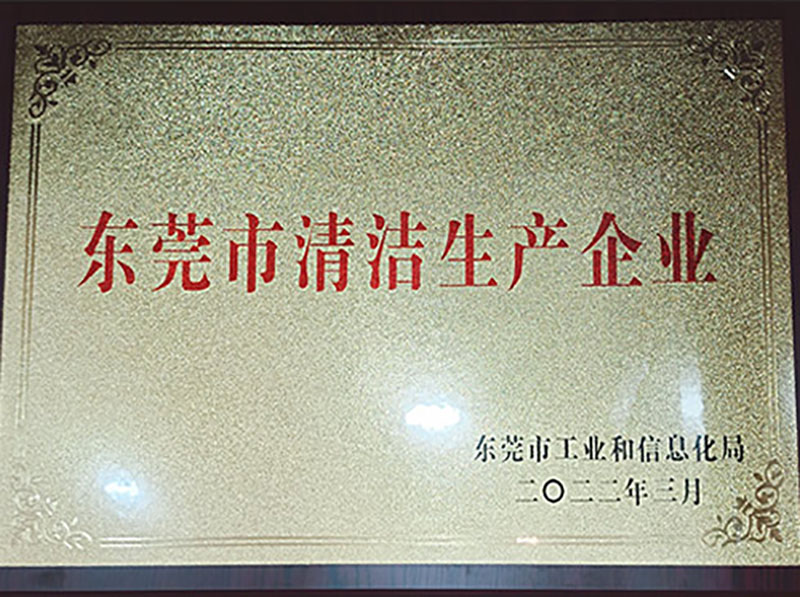 东莞市清洁生产企业
东莞市工业和信息化局
二〇二二年三月